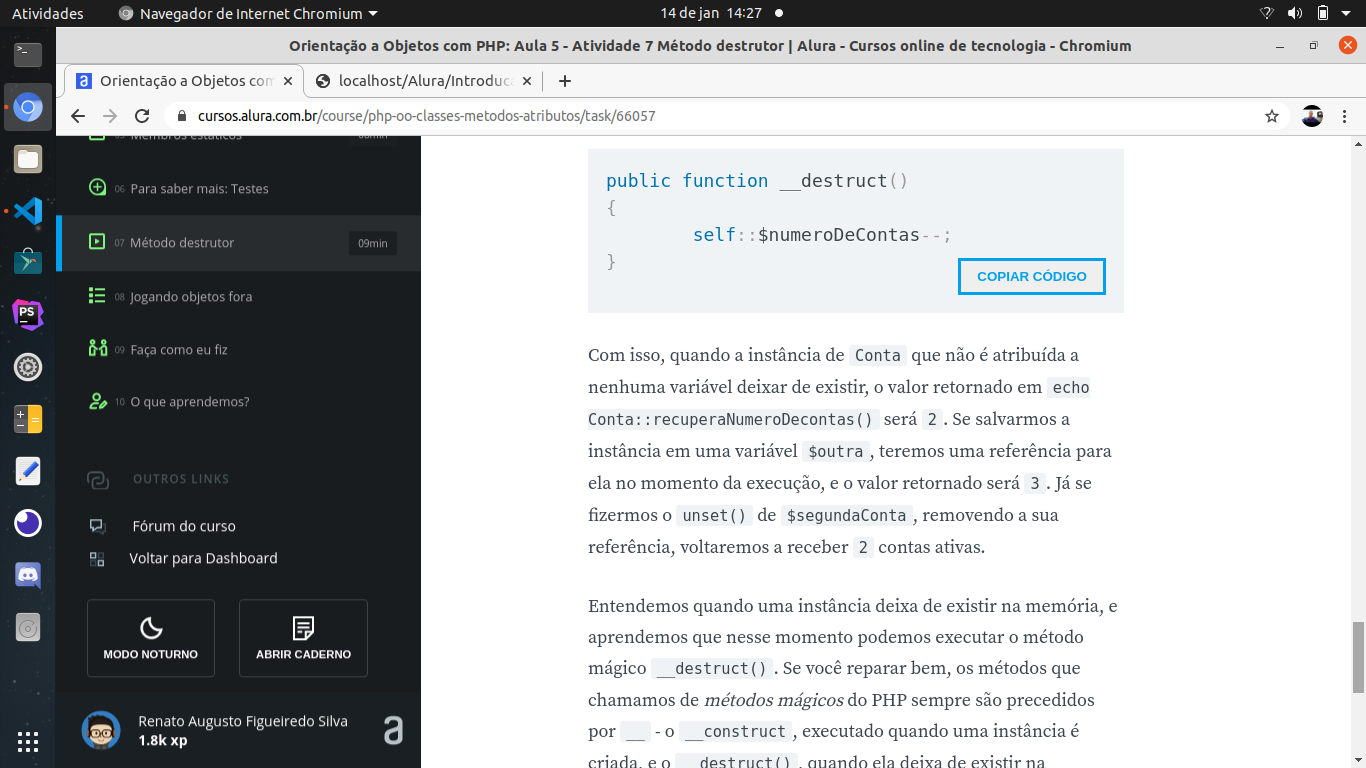 Atividades
Navegador de Internet Chromium
14 de jan 14:27
Orientação a Objetos com PHP: Aula 5 - Atividade 7 Método destrutor | Alura - Cursos online de tecnologia - Chromium
Orientação a Objetos com
localhost/Alura/Introduca
cursos.alura.com.br/course/php-oo-classes-metodos-atributos/task/66057
05 Membros estáticos 08min
06 Para saber mais: Testes
07 Método destrutor 09min
08 Jogando objetos fora
09 Faça como eu fiz
10 O que aprendemos?
OUTROS LINKS
Fórum do curso
Voltar para Dashboard
MODO NOTURNO
ABRIR CADERNO
Renato Augusto Figueiredo Silva
1.8k xp
a
PS
public function __destruct()
{
self::$numeroDeContas--;
}
COPIAR CÓDIGO
Com isso, quando a instância de Conta que não é atribuída a
nenhuma variável deixar de existir, o valor retornado em echo
Conta::recuperaNumeroDecontas() será 2. Se salvarmos a
instância em uma variável $outra, teremos uma referência para
ela no momento da execução, e o valor retornado será 3. Já se
fizermos o unset() de $segundaConta, removendo a sua
referência, voltaremos a receber 2 contas ativas.
Entendemos quando uma instância deixa de existir na memória, e
aprendemos que nesse momento podemos executar o método
mágico __destruct(). Se você reparar bem, os métodos que
chamamos de métodos mágicos do PHP sempre são precedidos
por __ - o __construct, executado quando uma instância é
criada, e o __destruct(), quando ela deixa de existir na